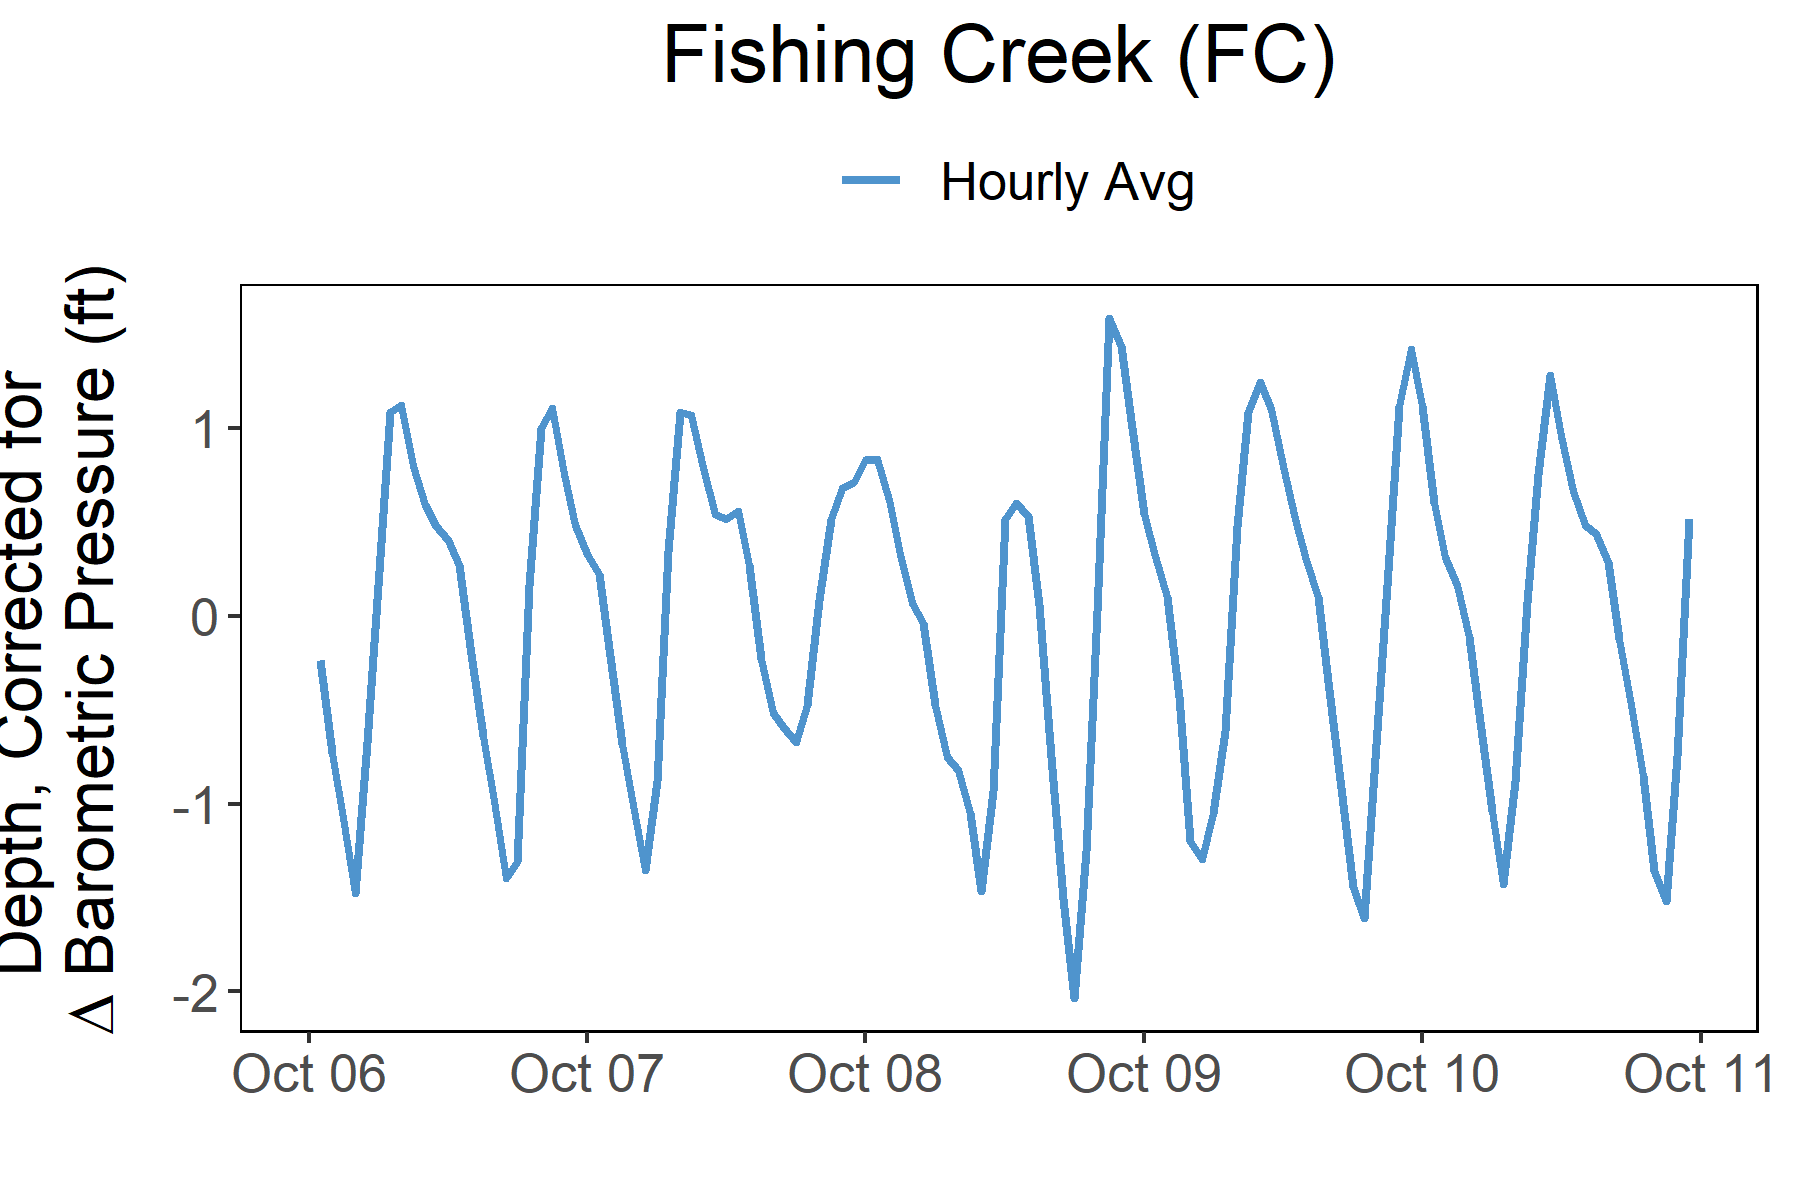 Fishing Creek (FC)
Hourly Avg
Depth, Corrected for
Δ Barometric Pressure (ft)
1
0
-1
-2
Oct 06
Oct 07
Oct 08
Oct 09
Oct 10
Oct 11